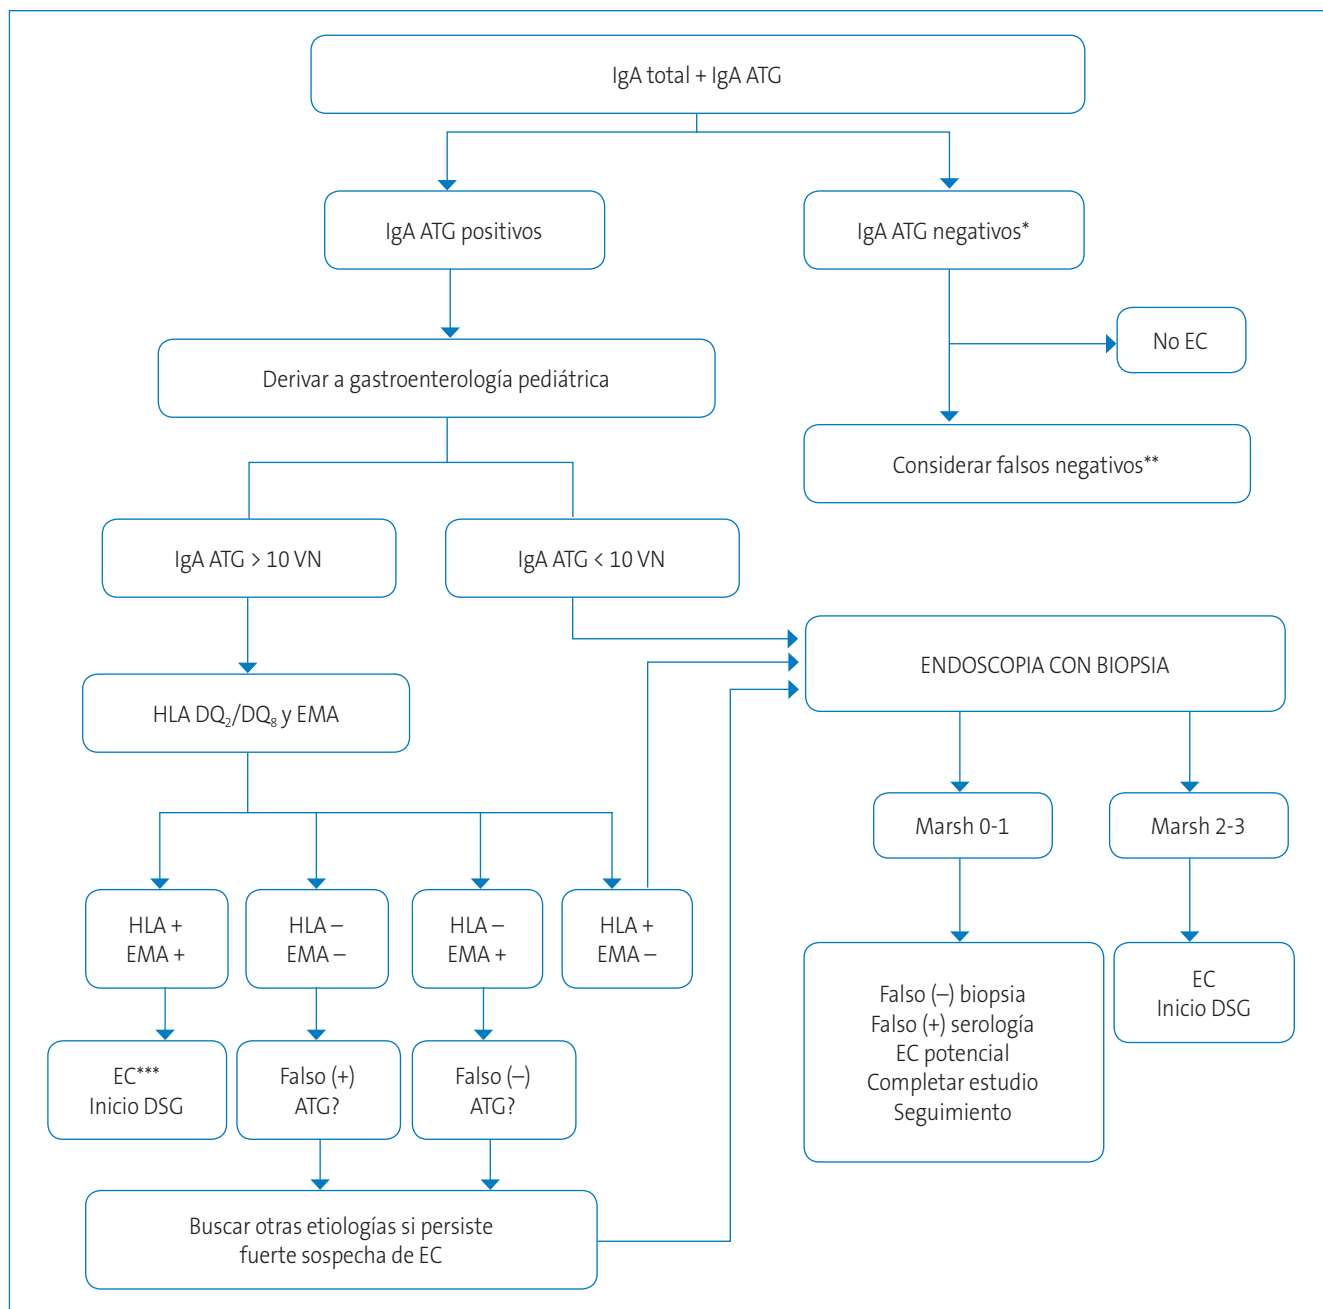 IgA total + IgA ATG
IgA ATG positivos
IgA ATG negativos*
No EC
Derivar a gastroenterología pediátrica
Considerar falsos negativos**
IgA ATG > 10 VN
IgA ATG < 10 VN
ENDOSCOPIA CON BIOPSIA
HLA DQ₂/DQ₈ y EMA
Marsh 0-1
Marsh 2-3
HLA +
EMA +
HLA –
EMA –
HLA –
EMA +
HLA +
EMA –
Falso (–) biopsia
Falso (+) serología
EC potencial
Completar estudio
Seguimiento
EC
Inicio DSG
EC***
Inicio DSG
Falso (+)
ATG?
Falso (–)
ATG?
Buscar otras etiologías si persiste
fuerte sospecha de EC